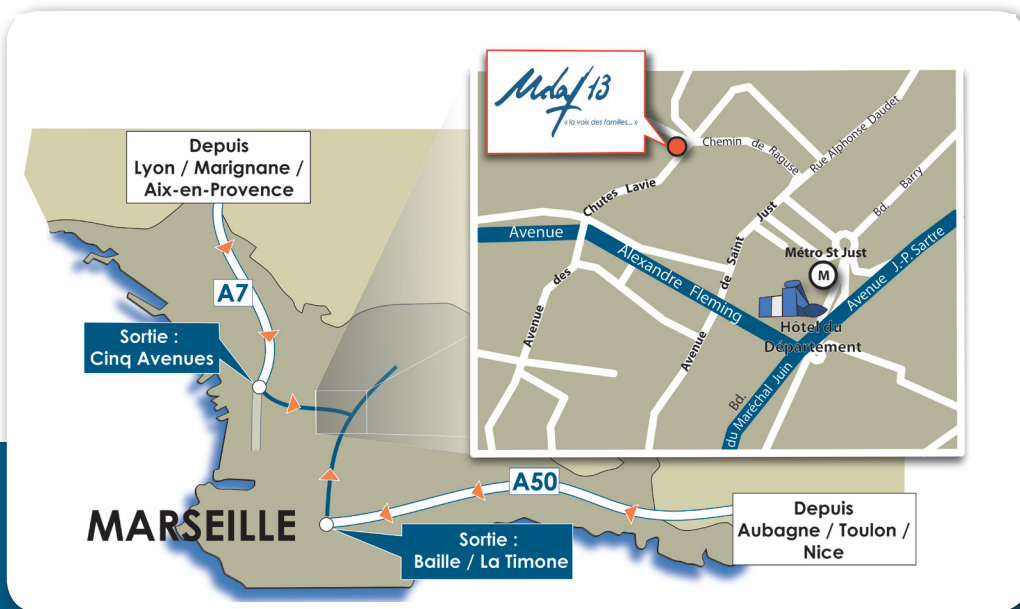 Depuis
Lyon / Marignane /
Aix-en-Provence
A7
Sortie :
Cinq Avenues
MARSEILLE
A50
Sortie :
Baille / La Timone
Depuis
Aubagne / Toulon /
Nice
Udaf 13
« la voix des familles... »
Chemin de Raguse
Rue Alphonse Daudet
Bd. Barry
Avenue des Chutes Lavie
Avenue de Saint Just
Avenue Alexandre Fleming
Métro St Just
M
Avenue J.-P. Sartre
Hôtel du
Département
Bd.
du Maréchal Juin